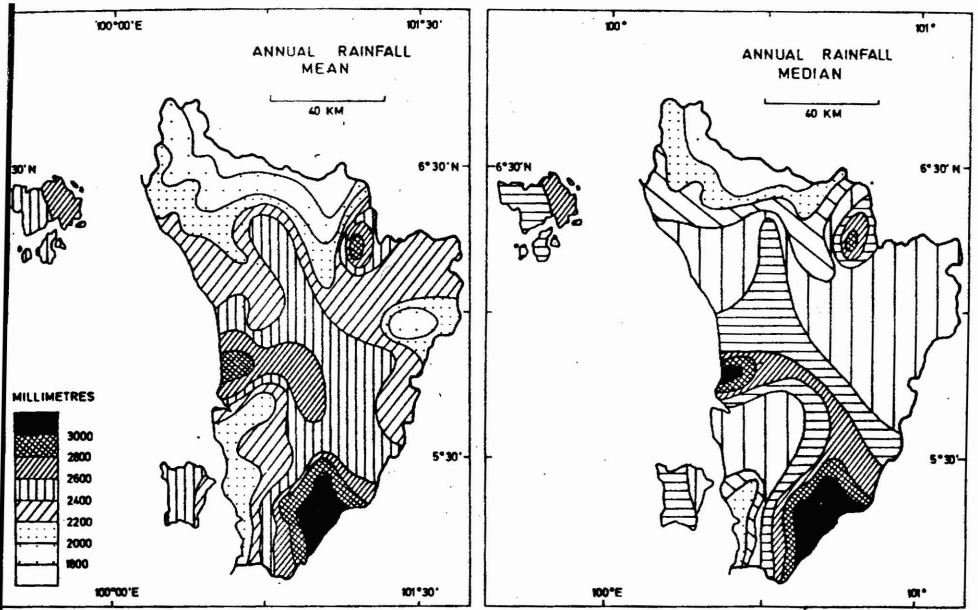 100°00'E
101°30'
ANNUAL RAINFALL
MEAN
40 KM
30'N
6°30'N
MILLIMETRES
3000
2800
2600
2400
2200
2000
1800
5°30'
100°00'E
101°30'
100°
101°
ANNUAL RAINFALL
MEDIAN
40 KM
6°30'N
6°30'N
5°30'
100°E
101°